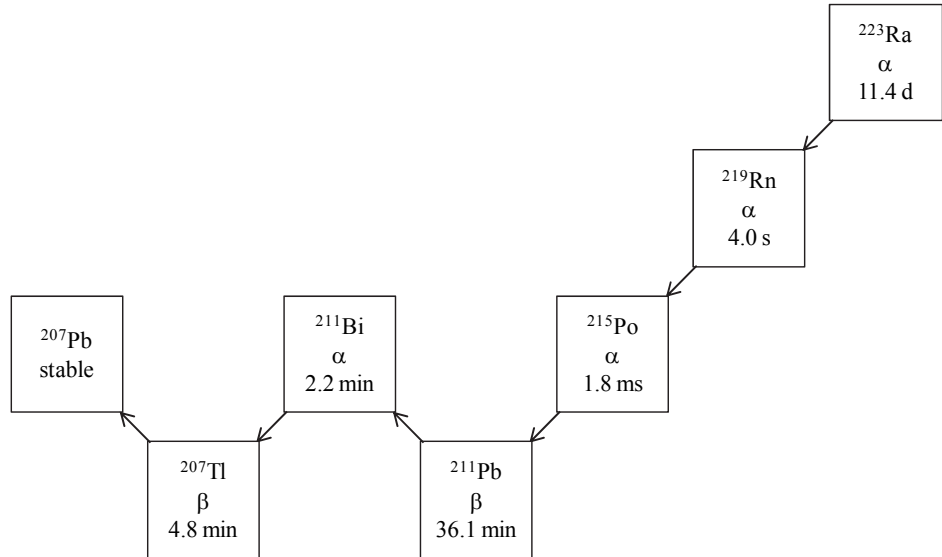 ²²³Ra
α
11.4 d
²¹⁹Rn
α
4.0 s
²⁰⁷Pb
stable
²¹¹Bi
α
2.2 min
²¹⁵Po
α
1.8 ms
²⁰⁷Tl
β
4.8 min
²¹¹Pb
β
36.1 min